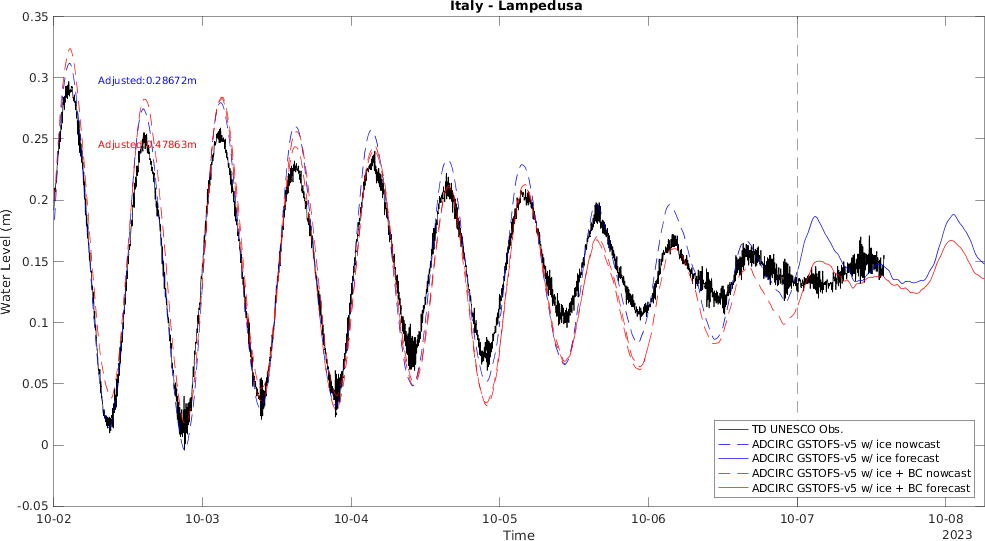 Italy - Lampedusa
0.35
0.3
0.25
0.2
0.15
0.1
0.05
0
-0.05
Water Level (m)
Adjusted:0.28672m
Adjusted:0.47863m
TD UNESCO Obs.
ADCIRC GSTOFS-v5 w/ ice nowcast
ADCIRC GSTOFS-v5 w/ ice forecast
ADCIRC GSTOFS-v5 w/ ice + BC nowcast
ADCIRC GSTOFS-v5 w/ ice + BC forecast
10-02 10-03 10-04 10-05 10-06 10-07 10-08
Time
2023